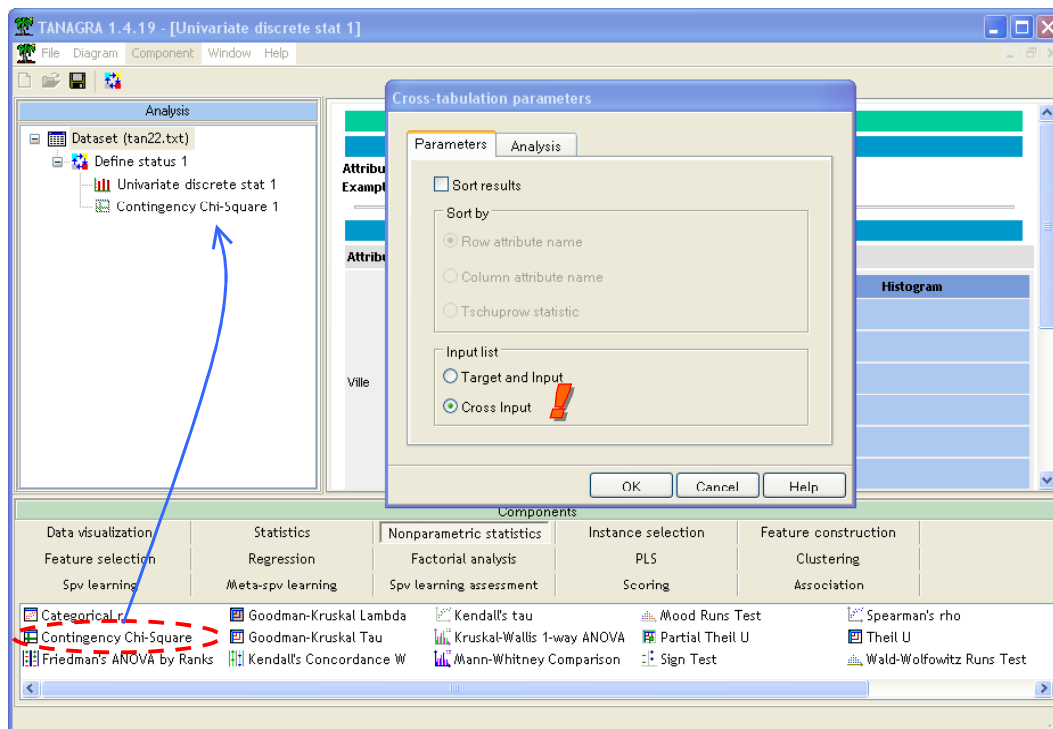 TANAGRA 1.4.19 - [Univariate discrete stat 1]
File Diagram Component Window Help
Analysis
Dataset (tan22.txt)
Define status 1
Univariate discrete stat 1
Contingency Chi-Square 1
Attribu
Exampl
Attribu
Histogram
Ville
Cross-tabulation parameters
Parameters Analysis
Sort results
Sort by
Row attribute name
Column attribute name
Tschuprow statistic
Input list
Target and Input
Cross Input
OK Cancel Help
Components
Data visualization Statistics Nonparametric statistics Instance selection Feature construction
Feature selection Regression Factorial analysis PLS Clustering
Spv learning Meta-spv learning Spv learning assessment Scoring Association
Categorical r Goodman-Kruskal Lambda Kendall's tau Mood Runs Test Spearman's rho
Contingency Chi-Square Goodman-Kruskal Tau Kruskal-Wallis 1-way ANOVA Partial Theil U Theil U
Friedman's ANOVA by Ranks Kendall's Concordance W Mann-Whitney Comparison Sign Test Wald-Wolfowitz Runs Test